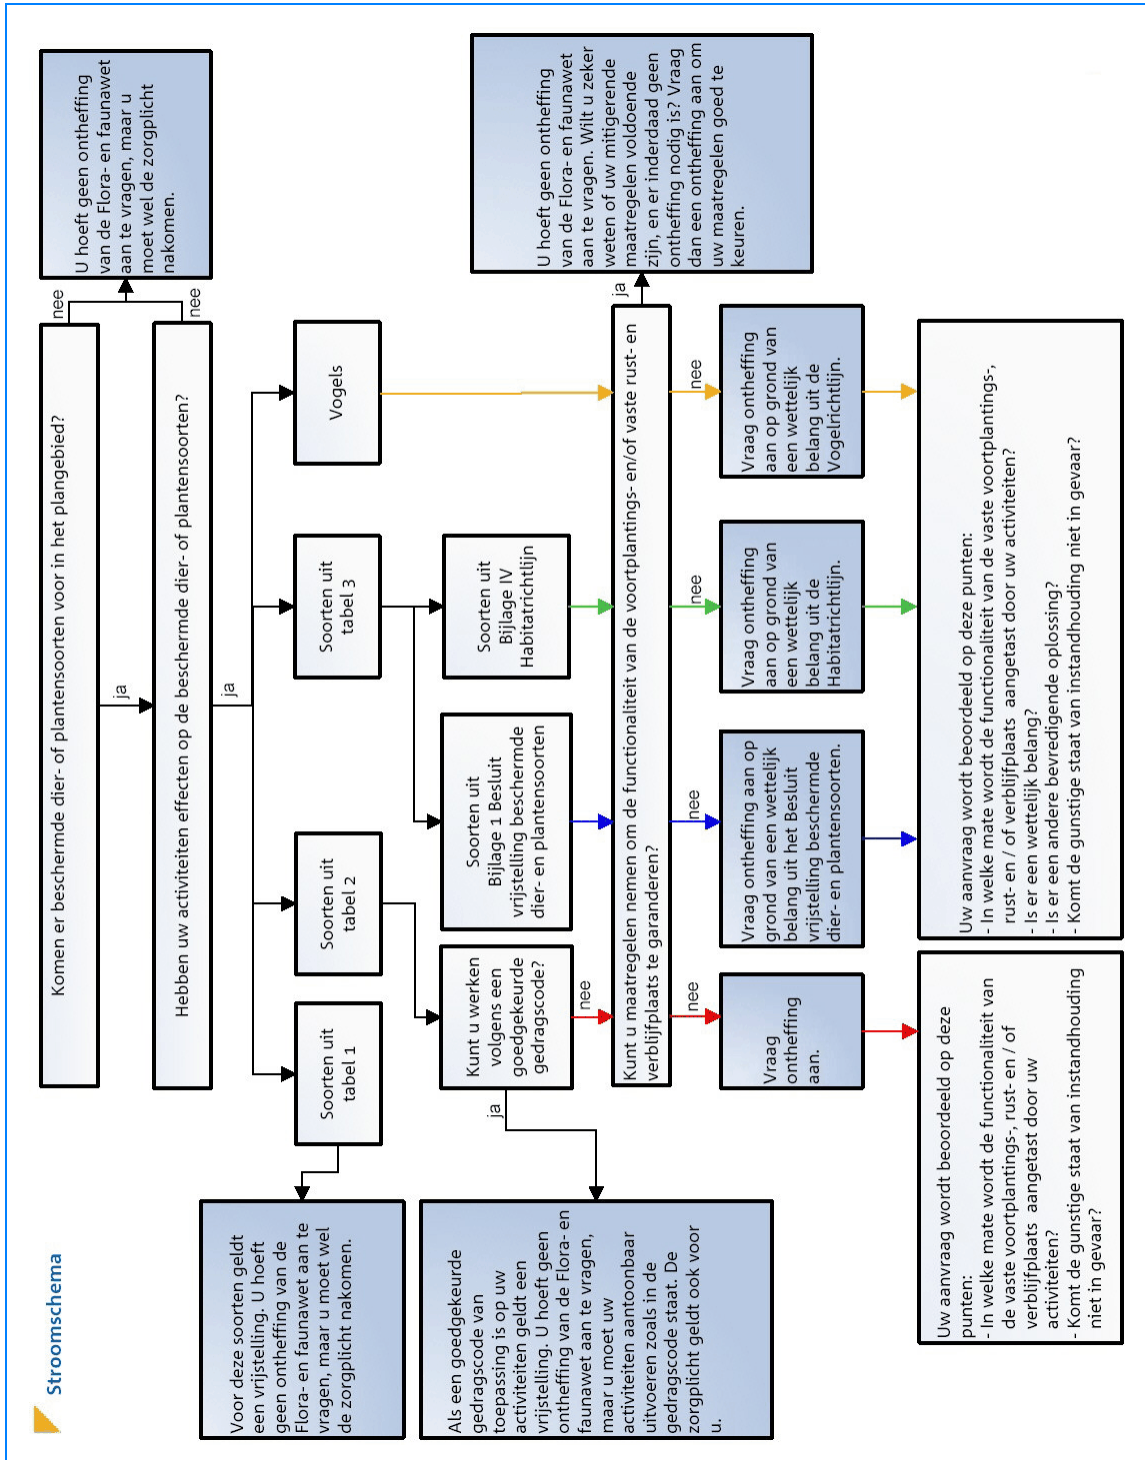 Stroomschema
Komen er beschermde dier- of plantensoorten voor in het plangebied?
nee
ja
Hebben uw activiteiten effecten op de beschermde dier- of plantensoorten?
nee
ja
U hoeft geen ontheffing
van de Flora- en faunawet
aan te vragen, maar u
moet wel de zorgplicht
nakomen.
Soorten uit
tabel 1
Soorten uit
tabel 2
Soorten uit
tabel 3
Vogels
Voor deze soorten geldt
een vrijstelling. U hoeft
geen ontheffing van de
Flora- en faunawet aan te
vragen, maar u moet wel
de zorgplicht nakomen.
Kunt u werken
volgens een
goedgekeurde
gedragscode?
ja
nee
Soorten uit
Bijlage 1 Besluit
vrijstelling beschermde
dier- en plantensoorten
Soorten uit
Bijlage IV
Habitatrichtlijn
Als een goedgekeurde
gedragscode van
toepassing is op uw
activiteiten geldt een
vrijstelling. U hoeft geen
ontheffing van de Flora- en
faunawet aan te vragen,
maar u moet uw
activiteiten aantoonbaar
uitvoeren zoals in de
gedragscode staat. De
zorgplicht geldt ook voor
u.
Kunt u maatregelen nemen om de functionaliteit van de voortplantings- en/of vaste rust- en
verblijfplaats te garanderen?
ja
U hoeft geen ontheffing
van de Flora- en faunawet
aan te vragen. Wilt u zeker
weten of uw mitigerende
maatregelen voldoende
zijn, en er inderdaad geen
ontheffing nodig is? Vraag
dan een ontheffing aan om
uw maatregelen goed te
keuren.
nee
nee
nee
nee
Vraag
ontheffing
aan.
Vraag ontheffing aan op
grond van een wettelijk
belang uit het Besluit
vrijstelling beschermde
dier- en plantensoorten.
Vraag ontheffing
aan op grond van
een wettelijk
belang uit de
Habitatrichtlijn.
Vraag ontheffing
aan op grond van
een wettelijk
belang uit de
Vogelrichtlijn.
Uw aanvraag wordt beoordeeld op deze
punten:
- In welke mate wordt de functionaliteit van
de vaste voortplantings-, rust- en / of
verblijfplaats aangetast door uw
activiteiten?
- Komt de gunstige staat van instandhouding
niet in gevaar?
Uw aanvraag wordt beoordeeld op deze punten:
- In welke mate wordt de functionaliteit van de vaste voortplantings-,
rust- en / of verblijfplaats aangetast door uw activiteiten?
- Is er een wettelijk belang?
- Is er een andere bevredigende oplossing?
- Komt de gunstige staat van instandhouding niet in gevaar?